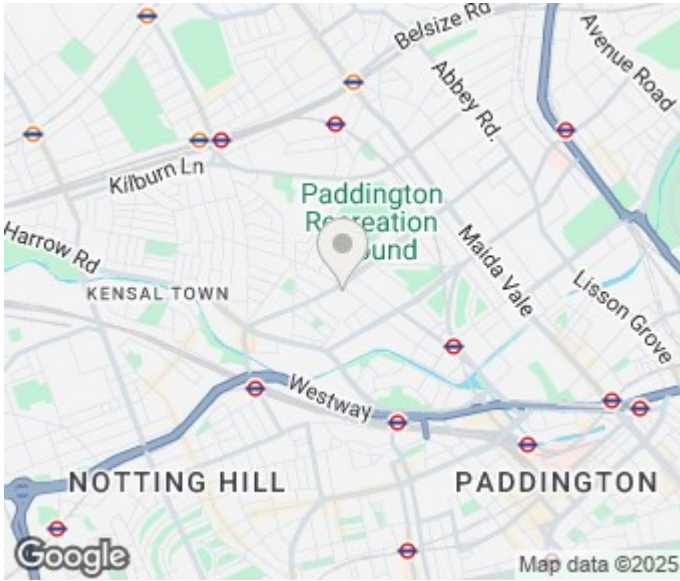 Belsize Rd
Avenue Road
Abbey Rd.
Kilburn Ln
Paddington
Recreation
ound
Harrow Rd
Maida Vale
KENSAL TOWN
Lisson Grove
Westway
NOTTING HILL
PADDINGTON
Google
Map data ©2025